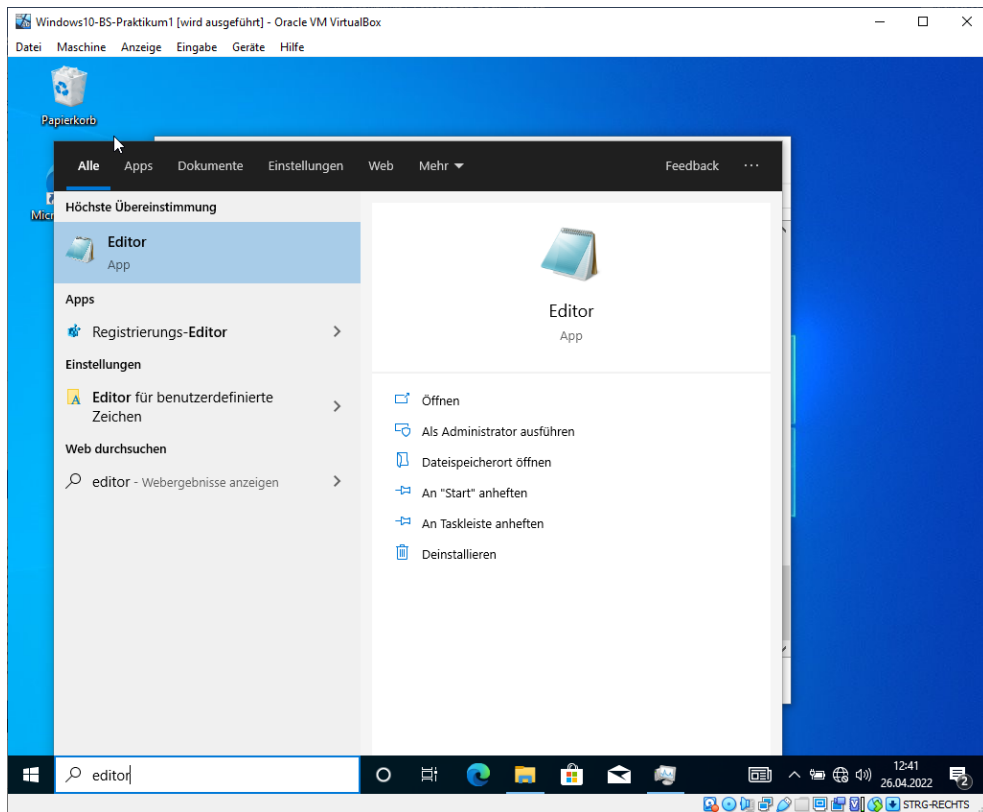 Windows10-BS-Praktikum1 [wird ausgeführt] - Oracle VM VirtualBox
Datei Maschine Anzeige Eingabe Geräte Hilfe
Papierkorb
Alle Apps Dokumente Einstellungen Web Mehr Feedback ...
Micr
Höchste Übereinstimmung
Editor
App
Apps
Registrierungs-Editor
Einstellungen
Editor für benutzerdefinierte
Zeichen
Web durchsuchen
editor - Webergebnisse anzeigen
Editor
App
Öffnen
Als Administrator ausführen
Dateispeicherort öffnen
An "Start" anheften
An Taskleiste anheften
Deinstallieren
editor
12:41
26.04.2022
2
STRG-RECHTS